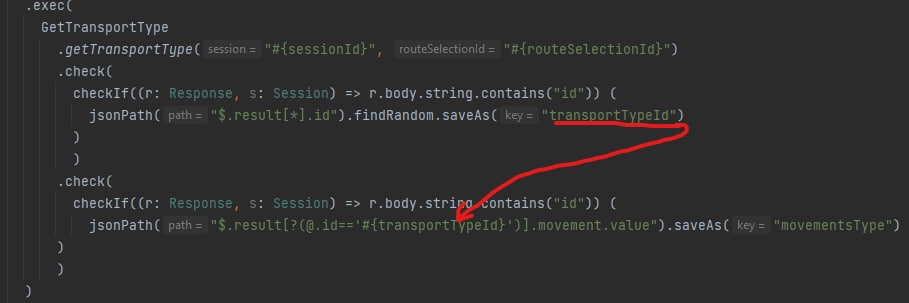 .exec(
GetTransportType
.getTransportType( session = "#{sessionId}", routeSelectionId = "#{routeSelectionId}")
.check(
checkIf((r: Response, s: Session) => r.body.string.contains("id")) (
jsonPath( path = "$.result[*].id").findRandom.saveAs( key = "transportTypeId")
)
)
.check(
checkIf((r: Response, s: Session) => r.body.string.contains("id")) (
jsonPath( path = "$.result[?(@.id=='#{transportTypeId}')].movement.value").saveAs( key = "movementsType")
)
)
)